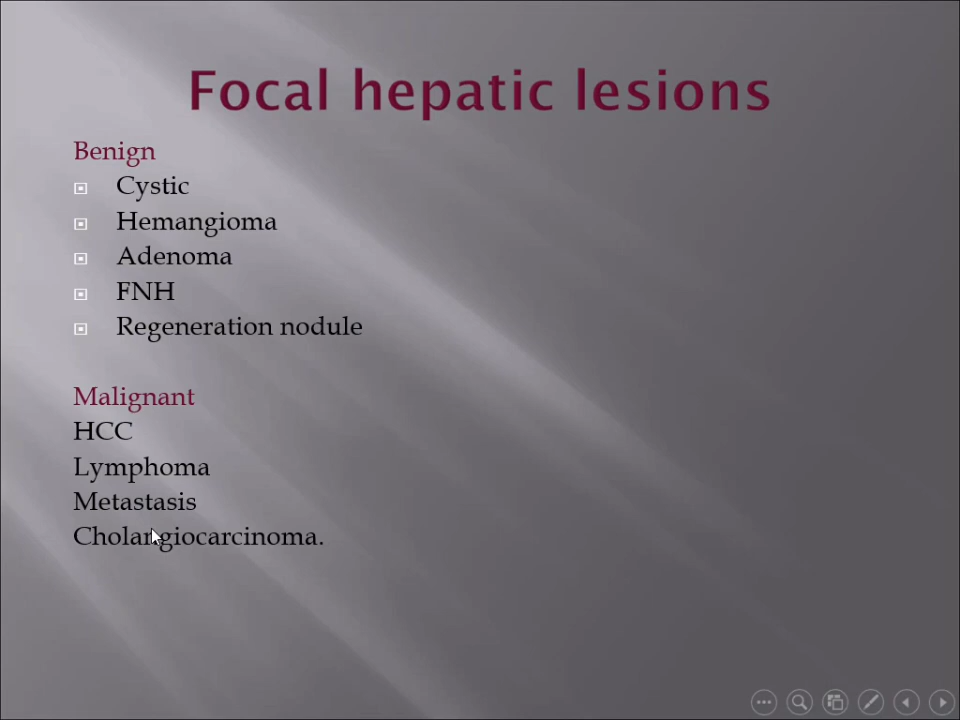 Focal hepatic lesions
Benign
Cystic
Hemangioma
Adenoma
FNH
Regeneration nodule
Malignant
HCC
Lymphoma
Metastasis
Cholangiocarcinoma.